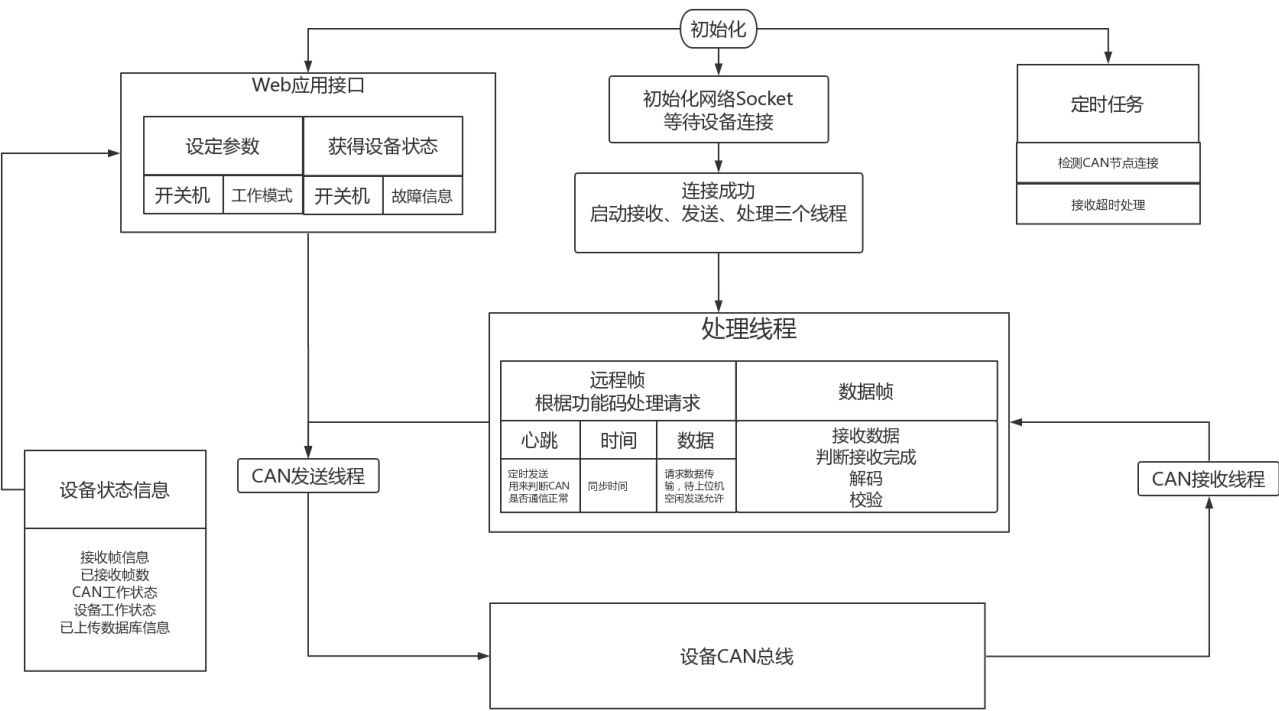 初始化
Web应用接口
设定参数
获得设备状态
开关机
工作模式
开关机
故障信息
初始化网络Socket
等待设备连接
定时任务
检测CAN节点连接
接收超时处理
连接成功
启动接收、发送、处理三个线程
处理线程
远程帧
根椐功能码处理请求
数据帧
心跳
时间
数据
定时发送
用来判断CAN
是否通信正常
同步时间
请求数据传
输，待上位机
空闲发送允许
接收数据
判断接收完成
解码
校验
CAN发送线程
CAN接收线程
设备状态信息
接收帧信息
已接收帧数
CAN工作状态
设备工作状态
已上传数据库信息
设备CAN总线